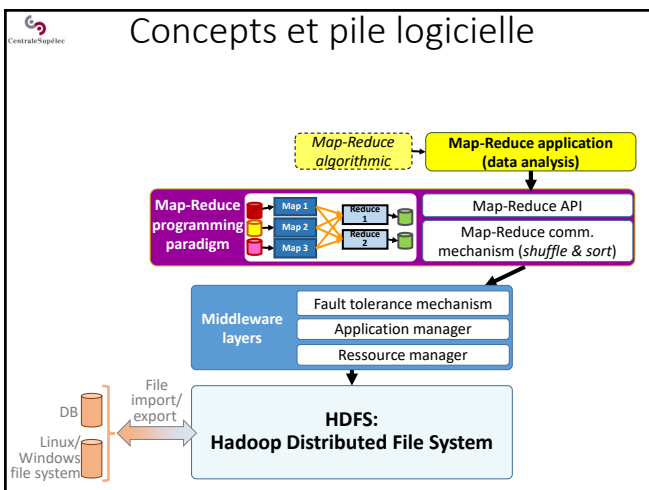 CentraleSupélec
Concepts et pile logicielle
Map-Reduce
algorithmic
Map-Reduce application
(data analysis)
Map-Reduce
programming
paradigm
Map 1
Map 2
Map 3
Reduce
1
Reduce
2
Map-Reduce API
Map-Reduce comm.
mechanism (shuffle & sort)
Middleware
layers
Fault tolerance mechanism
Application manager
Ressource manager
DB
Linux/
Windows
file system
File
import/
export
HDFS:
Hadoop Distributed File System